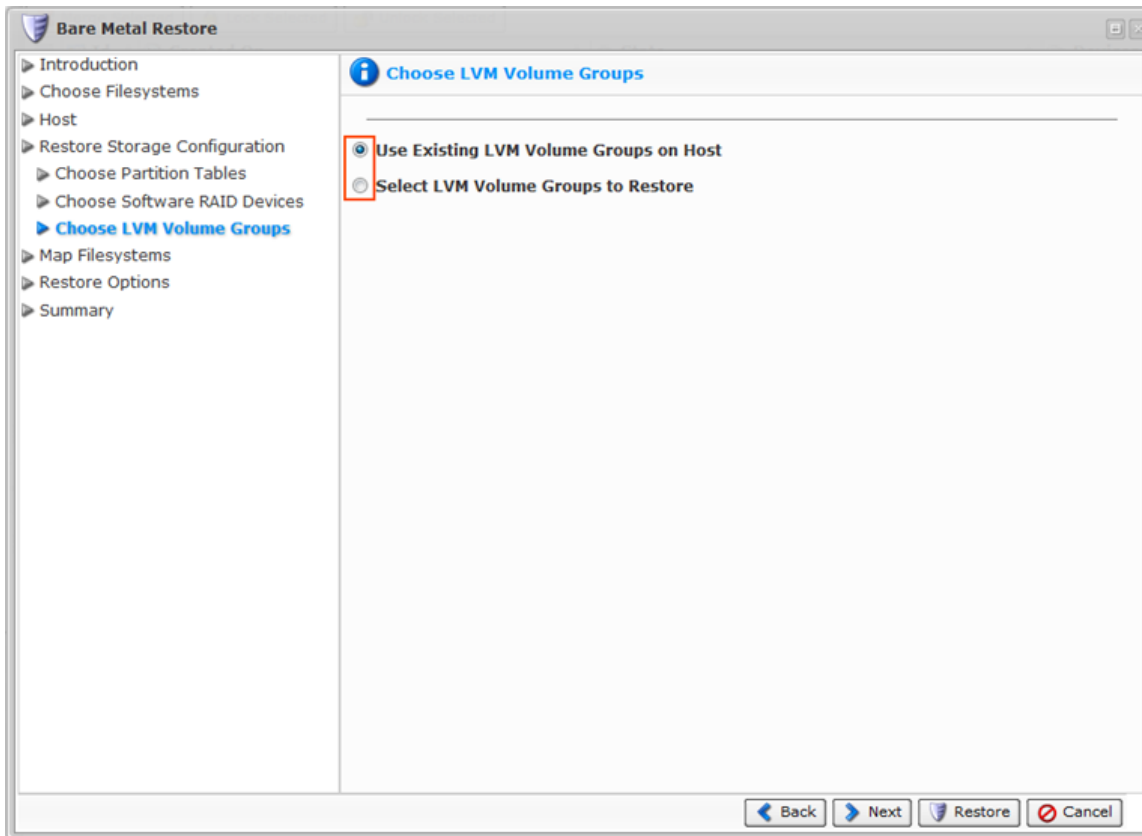 Bare Metal Restore
Introduction
Choose Filesystems
Host
Restore Storage Configuration
Choose Partition Tables
Choose Software RAID Devices
Choose LVM Volume Groups
Map Filesystems
Restore Options
Summary
Choose LVM Volume Groups
Use Existing LVM Volume Groups on Host
Select LVM Volume Groups to Restore
Back Next Restore Cancel